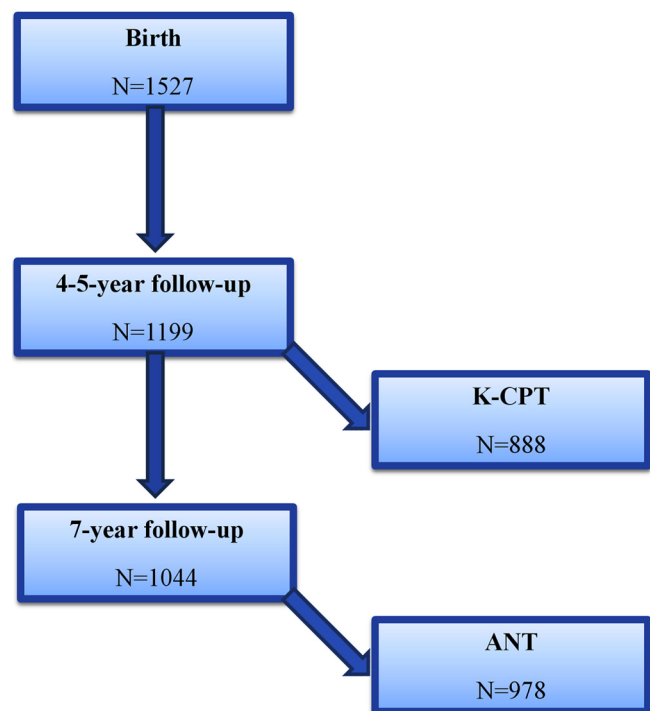 Birth
N=1527
4-5-year follow-up
N=1199
K-CPT
N=888
7-year follow-up
N=1044
ANT
N=978